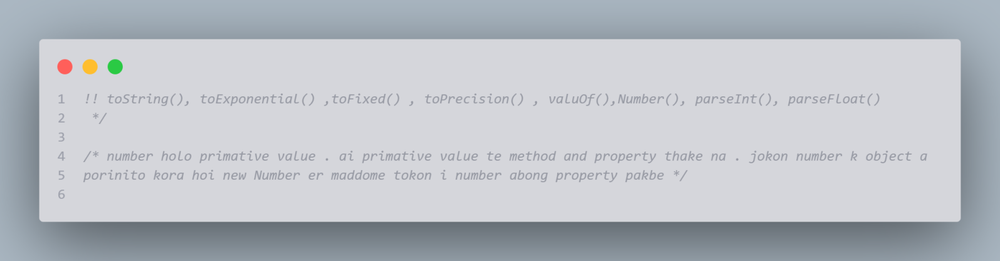 1 !! toString(), toExponential() ,toFixed() , toPrecision() , valuOf(),Number(), parseInt(), parseFloat()
2 */
3
4 /* number holo primative value . ai primative value te method and property thake na . jokon number k object a
5 porinito kora hoi new Number er maddome tokon i number abong property pakbe */
6